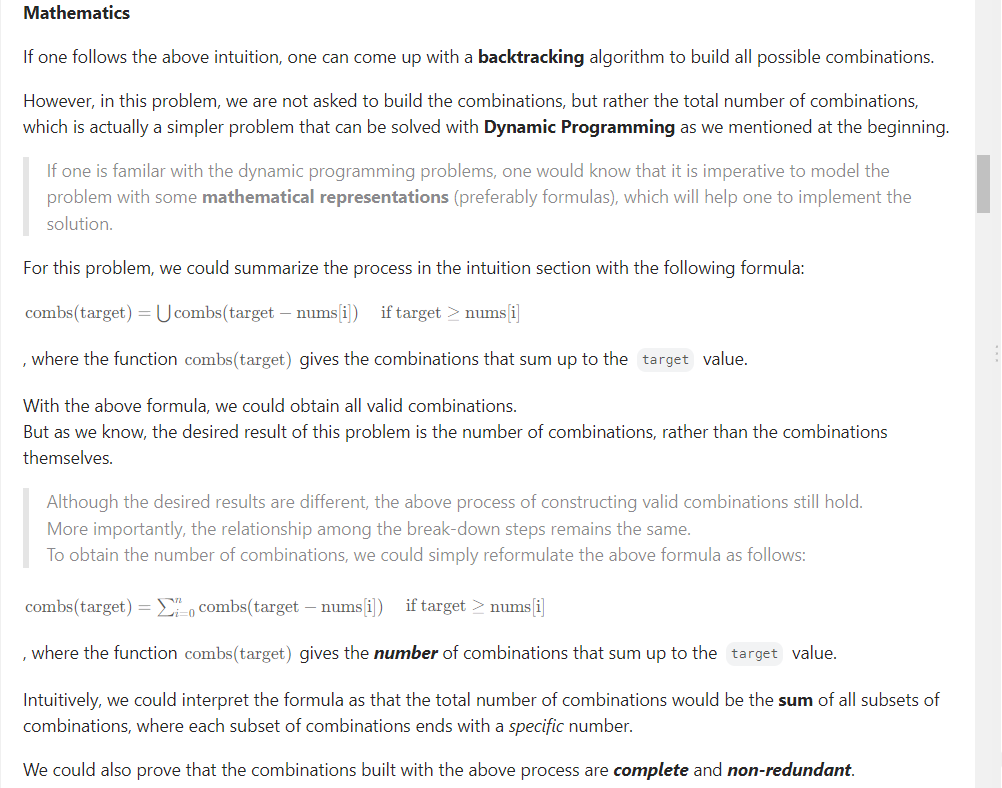 Mathematics
If one follows the above intuition, one can come up with a backtracking algorithm to build all possible combinations.
However, in this problem, we are not asked to build the combinations, but rather the total number of combinations,
which is actually a simpler problem that can be solved with Dynamic Programming as we mentioned at the beginning.
If one is familar with the dynamic programming problems, one would know that it is imperative to model the
problem with some mathematical representations (preferably formulas), which will help one to implement the
solution.
For this problem, we could summarize the process in the intuition section with the following formula:
combs(target) = ⋃ combs(target − nums[i]) if target ≥ nums[i]
, where the function combs(target) gives the combinations that sum up to the target value.
With the above formula, we could obtain all valid combinations.
But as we know, the desired result of this problem is the number of combinations, rather than the combinations
themselves.
Although the desired results are different, the above process of constructing valid combinations still hold.
More importantly, the relationship among the break-down steps remains the same.
To obtain the number of combinations, we could simply reformulate the above formula as follows:
combs(target) = ∑ⁿᵢ₌₀ combs(target − nums[i]) if target ≥ nums[i]
, where the function combs(target) gives the number of combinations that sum up to the target value.
Intuitively, we could interpret the formula as that the total number of combinations would be the sum of all subsets of
combinations, where each subset of combinations ends with a specific number.
We could also prove that the combinations built with the above process are complete and non-redundant.